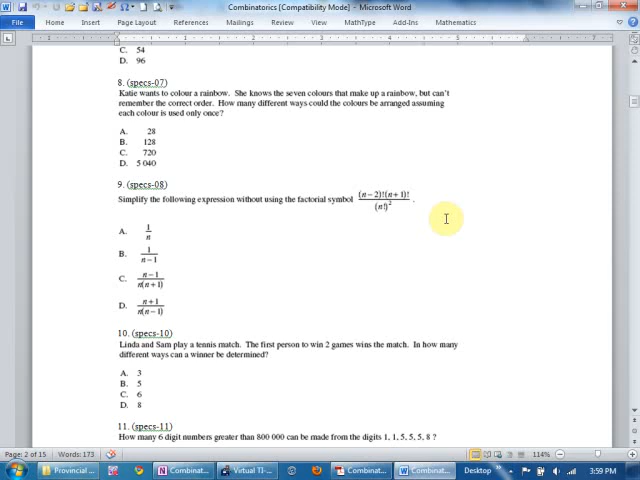 Combinatorics [Compatibility Mode] - Microsoft Word
File Home Insert Page Layout References Mailings Review View MathType Add-Ins Mathematics
C. 54
D. 96
8. (specs-07)
Katie wants to colour a rainbow. She knows the seven colours that make up a rainbow, but can't
remember the correct order. How many different ways could the colours be arranged assuming
each colour is used only once?
A. 28
B. 128
C. 720
D. 5 040
9. (specs-08)
Simplify the following expression without using the factorial symbol (n−2)!(n+1)! / (n!)² .
A. 1/n
B. 1/(n−1)
C. (n−1)/(n(n+1))
D. (n+1)/(n(n−1))
10. (specs-10)
Linda and Sam play a tennis match. The first person to win 2 games wins the match. In how many
different ways can a winner be determined?
A. 3
B. 5
C. 6
D. 8
11. (specs-11)
How many 6 digit numbers greater than 800 000 can be made from the digits 1, 1, 5, 5, 5, 8 ?
Page: 2 of 15 Words: 173 114%
Provincial ... Combinat... Virtual TI-... Combinat... Combinat... Desktop 3:59 PM